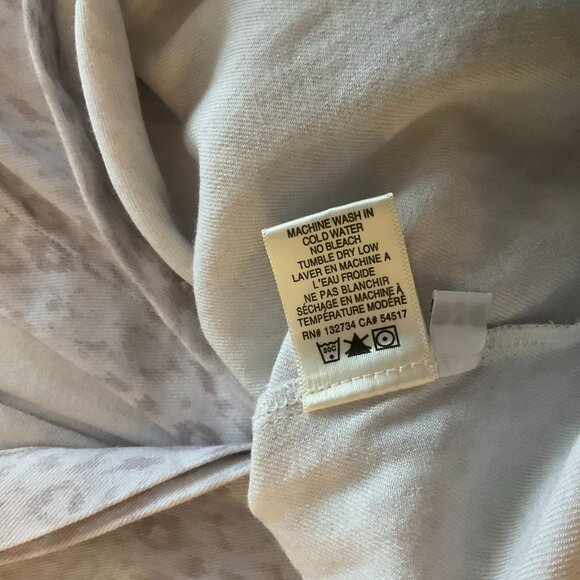 MACHINE WASH IN
COLD WATER
NO BLEACH
TUMBLE DRY LOW
LAVER EN MACHINE A
L'EAU FROIDE
NE PAS BLANCHIR
SÉCHAGE EN MACHINE À
TEMPÉRATURE MODÉRÉ
RN# 132734 CA# 54517
30C